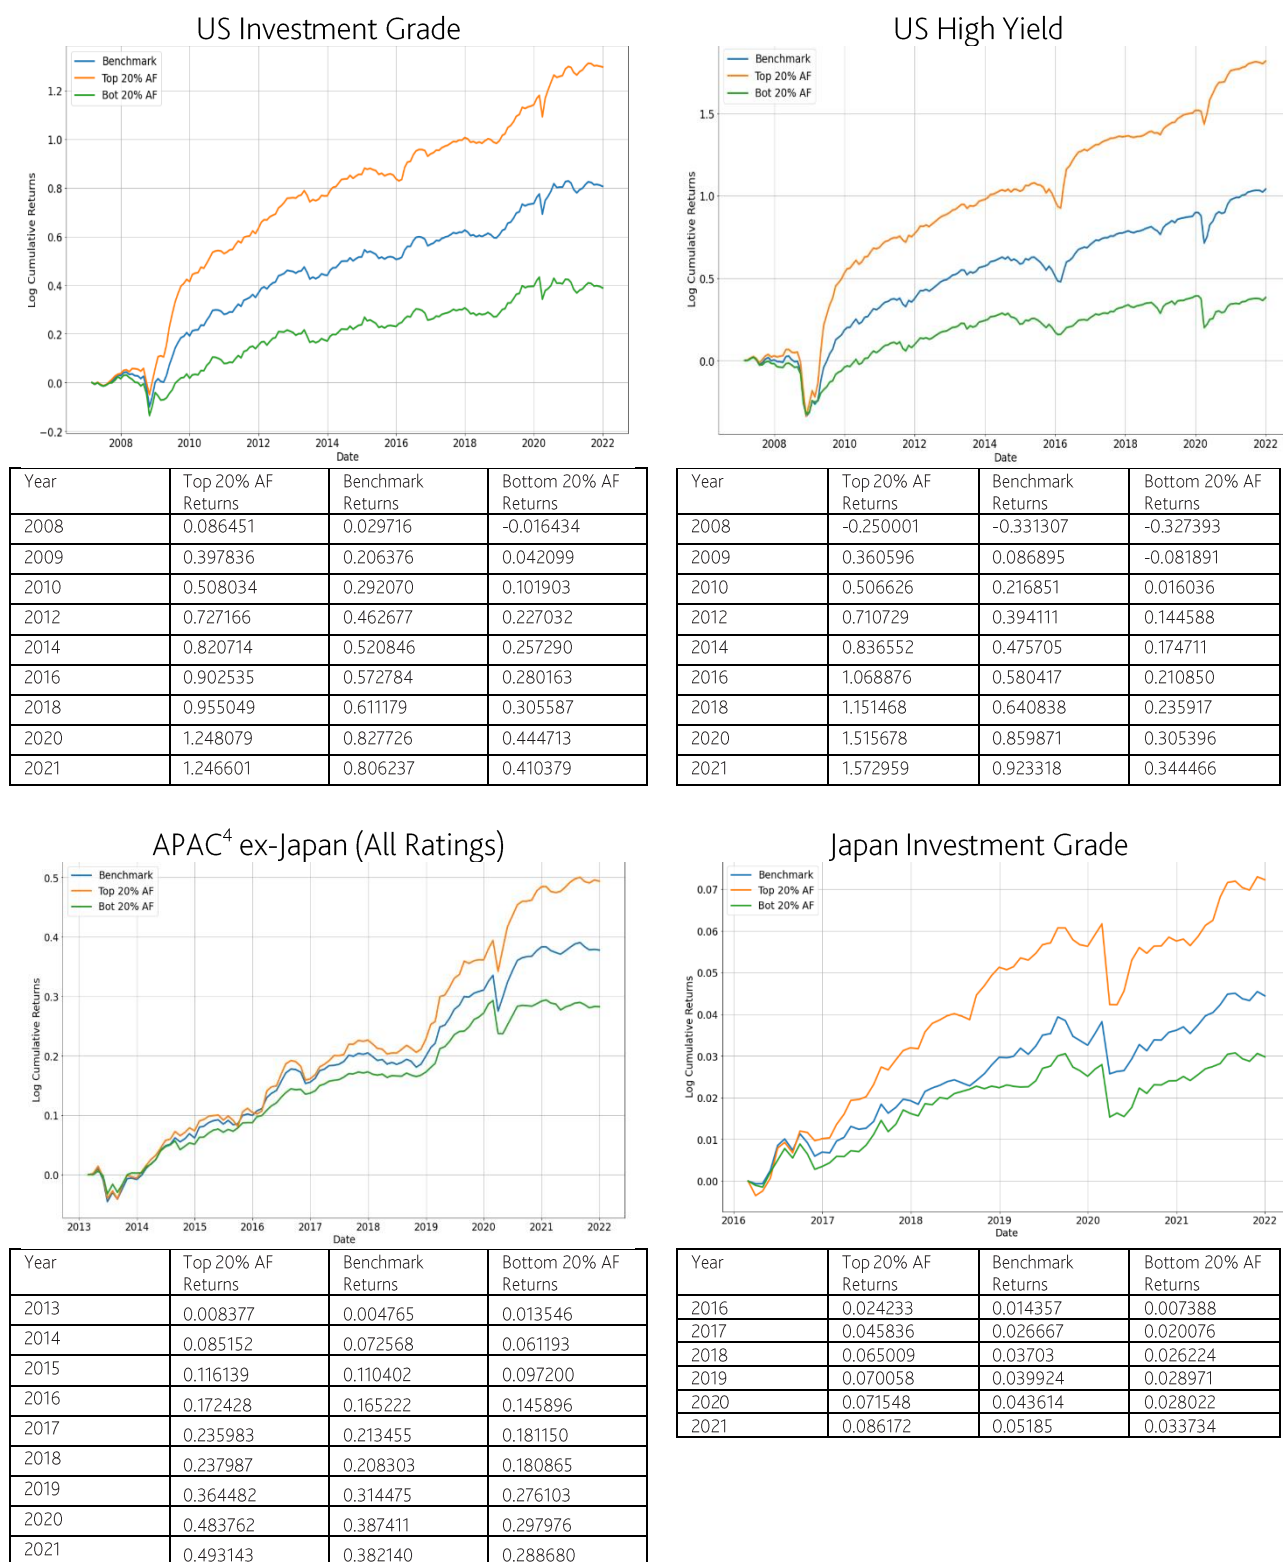 US Investment Grade
Benchmark
Top 20% AF
Bot 20% AF
Log Cumulative Returns
1.2
1.0
0.8
0.6
0.4
0.2
0.0
−0.2
2008 2010 2012 2014 2016 2018 2020 2022
Date
Year Top 20% AF Returns Benchmark Returns Bottom 20% AF Returns
2008 0.086451 0.029716 -0.016434
2009 0.397836 0.206376 0.042099
2010 0.508034 0.292070 0.101903
2012 0.727166 0.462677 0.227032
2014 0.820714 0.520846 0.257290
2016 0.902535 0.572784 0.280163
2018 0.955049 0.611179 0.305587
2020 1.248079 0.827726 0.444713
2021 1.246601 0.806237 0.410379
US High Yield
Benchmark
Top 20% AF
Bot 20% AF
Log Cumulative Returns
1.5
1.0
0.5
0.0
2008 2010 2012 2014 2016 2018 2020 2022
Date
Year Top 20% AF Returns Benchmark Returns Bottom 20% AF Returns
2008 -0.250001 -0.331307 -0.327393
2009 0.360596 0.086895 -0.081891
2010 0.506626 0.216851 0.016036
2012 0.710729 0.394111 0.144588
2014 0.836552 0.475705 0.174711
2016 1.068876 0.580417 0.210850
2018 1.151468 0.640838 0.235917
2020 1.515678 0.859871 0.305396
2021 1.572959 0.923318 0.344466
APAC⁴ ex-Japan (All Ratings)
Benchmark
Top 20% AF
Bot 20% AF
Log Cumulative Returns
0.5
0.4
0.3
0.2
0.1
0.0
2013 2014 2015 2016 2017 2018 2019 2020 2021 2022
Date
Year Top 20% AF Returns Benchmark Returns Bottom 20% AF Returns
2013 0.008377 0.004765 0.013546
2014 0.085152 0.072568 0.061193
2015 0.116139 0.110402 0.097200
2016 0.172428 0.165222 0.145896
2017 0.235983 0.213455 0.181150
2018 0.237987 0.208303 0.180865
2019 0.364482 0.314475 0.276103
2020 0.483762 0.387411 0.297976
2021 0.493143 0.382140 0.288680
Japan Investment Grade
Benchmark
Top 20% AF
Bot 20% AF
Log Cumulative Returns
0.07
0.06
0.05
0.04
0.03
0.02
0.01
0.00
2016 2017 2018 2019 2020 2021 2022
Date
Year Top 20% AF Returns Benchmark Returns Bottom 20% AF Returns
2016 0.024233 0.014357 0.007388
2017 0.045836 0.026667 0.020076
2018 0.065009 0.03703 0.026224
2019 0.070058 0.039924 0.028971
2020 0.071548 0.043614 0.028022
2021 0.086172 0.05185 0.033734